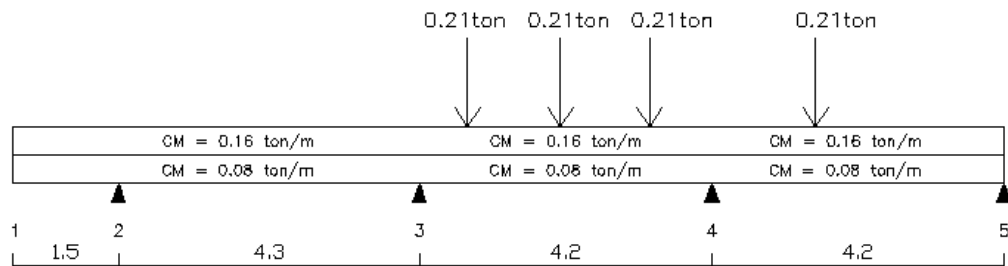 0.21ton 0.21ton 0.21ton 0.21ton
CM = 0.16 ton/m CM = 0.16 ton/m CM = 0.16 ton/m
CM = 0.08 ton/m CM = 0.08 ton/m CM = 0.08 ton/m
1 2 3 4 5
1.5 4.3 4.2 4.2